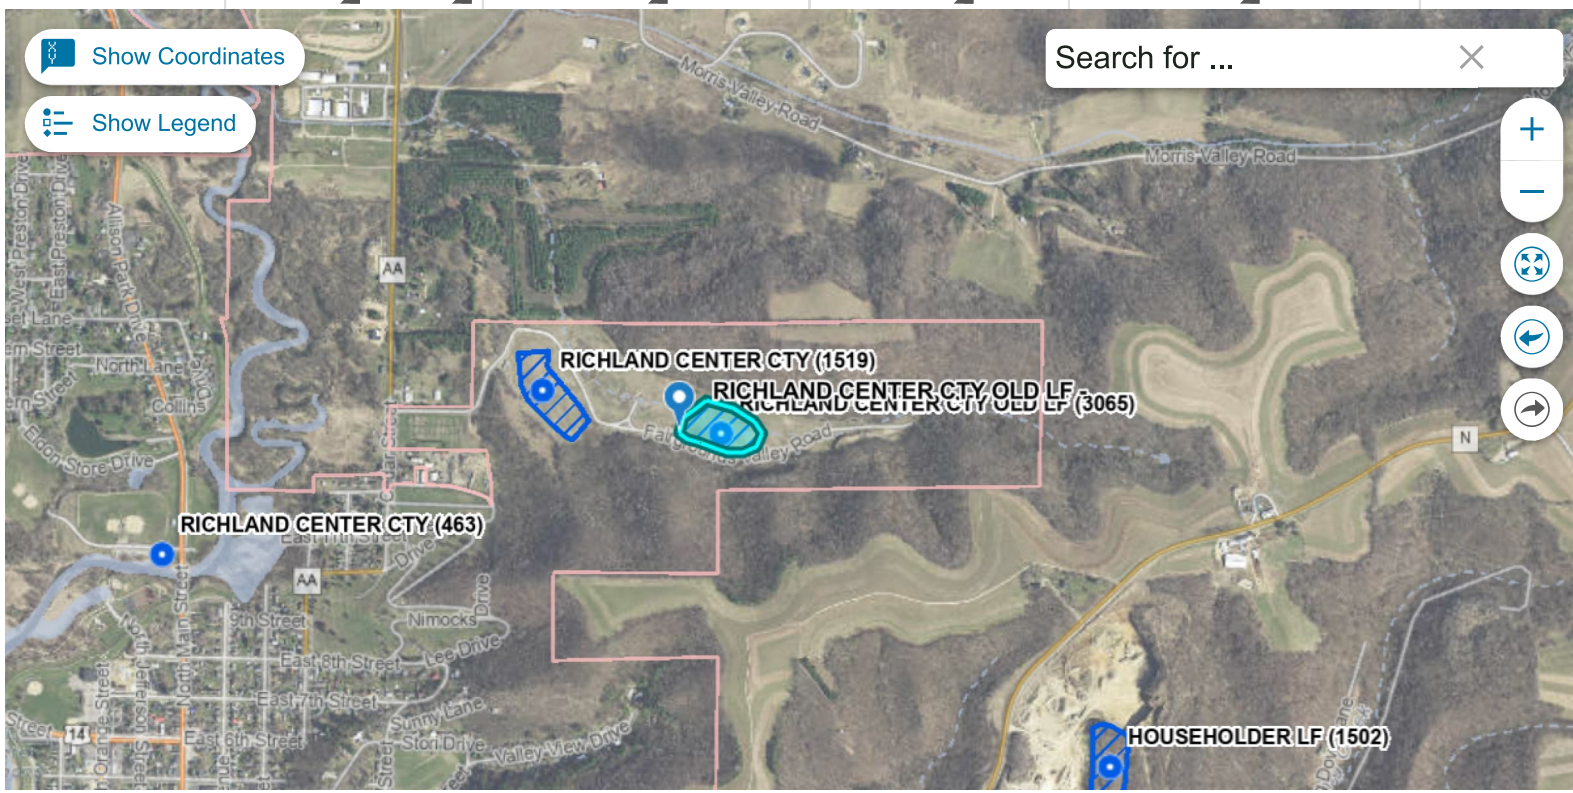 Show Coordinates
Search for ...
Show Legend
Morris Valley Road
Morris Valley Road
West Preston Drive
East Preston Drive
Allison Park Drive
AA
North Lane
Collins
Eldon Store Drive
RICHLAND CENTER CTY (1519)
RICHLAND CENTER CTY OLD LF -
RICHLAND CENTER CTY OLD LF (3065)
Fairgrounds Valley Road
N
RICHLAND CENTER CTY (463)
East 11th Street
Drive
AA
9th Street
Nimocks Drive
East 8th Street
Lee Drive
East 7th Street
Sunny Lane
Stori Drive
Valley View Drive
East 6th Street
Street
14
North Main Street
North Jefferson Street
Orange Street
Street
HOUSEHOLDER LF (1502)
Lane